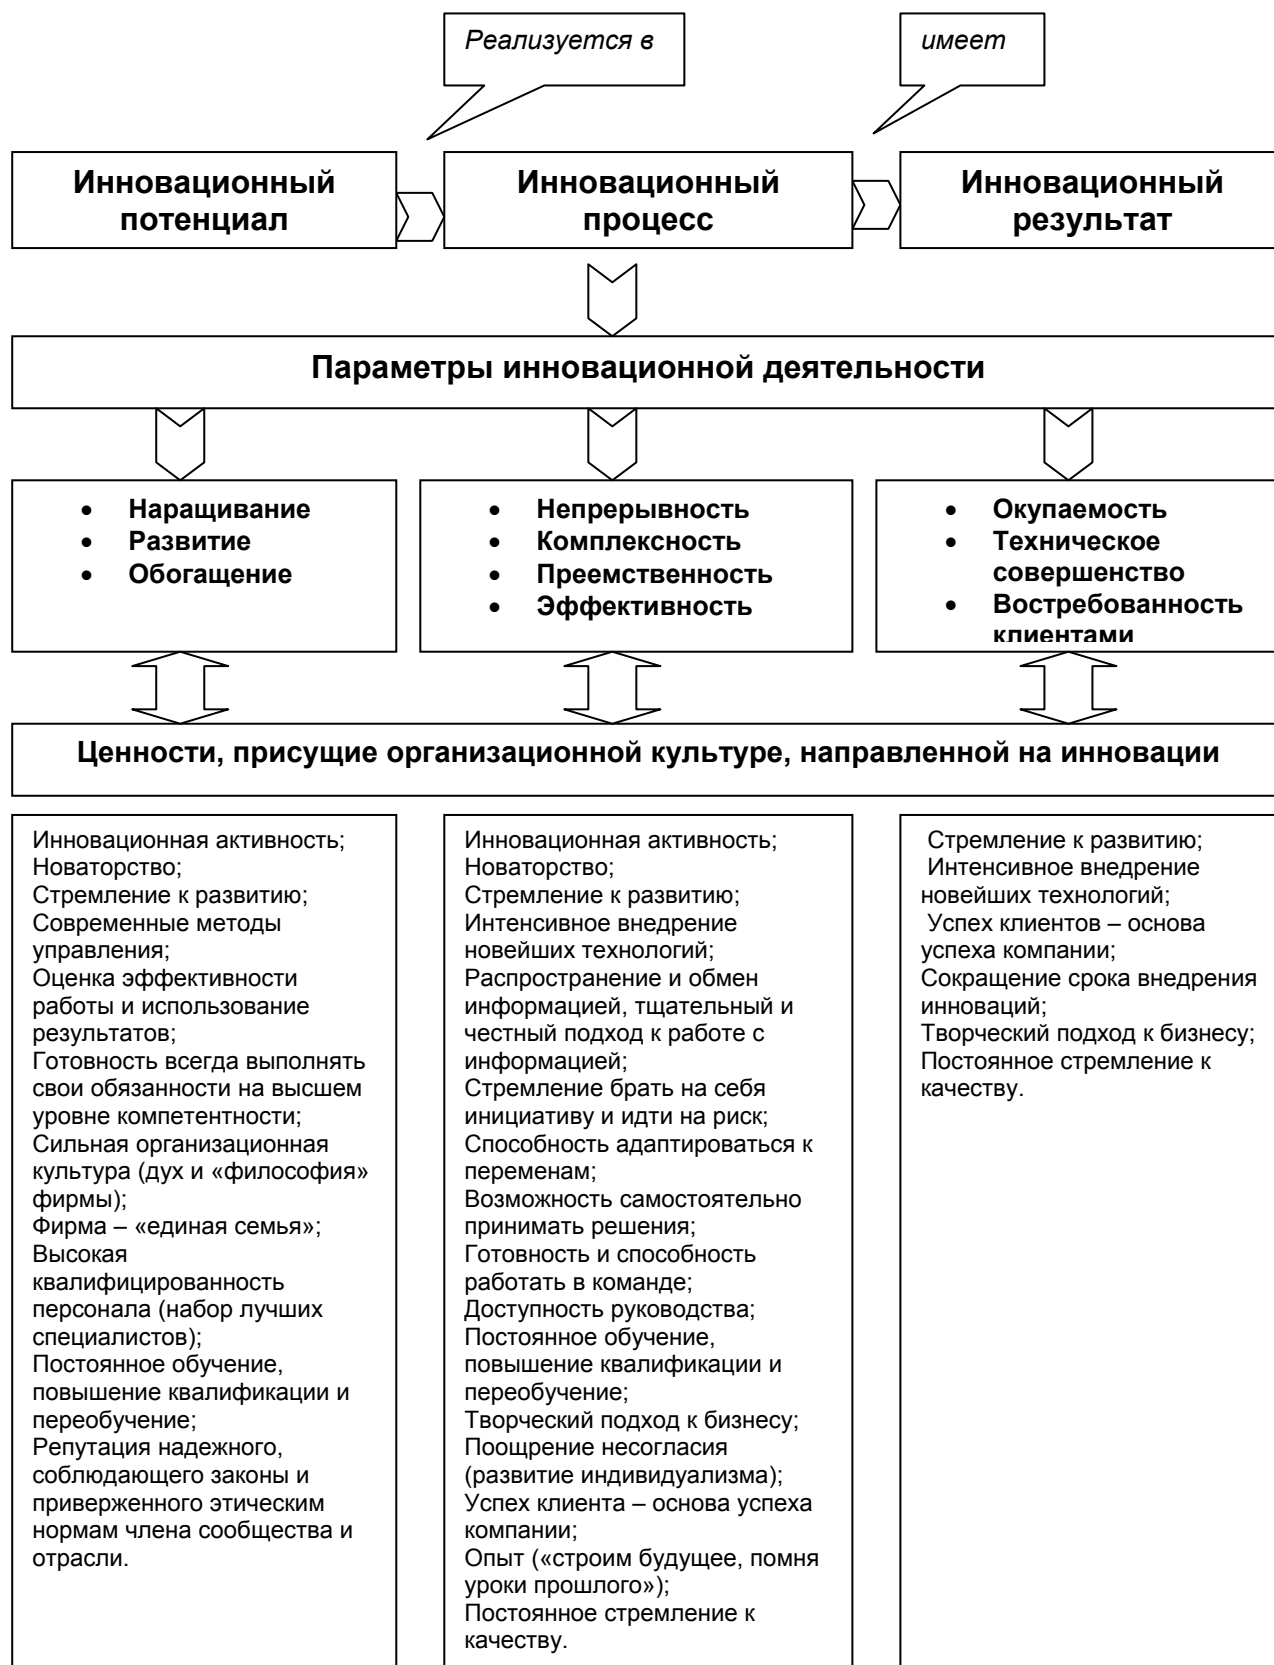 Реализуется в
имеет
Инновационный
потенциал
Инновационный
процесс
Инновационный
результат
Параметры инновационной деятельности
• Наращивание
• Развитие
• Обогащение
• Непрерывность
• Комплексность
• Преемственность
• Эффективность
• Окупаемость
• Техническое
совершенство
• Востребованность
клиентами
Ценности, присущие организационной культуре, направленной на инновации
Инновационная активность;
Новаторство;
Стремление к развитию;
Современные методы
управления;
Оценка эффективности
работы и использование
результатов;
Готовность всегда выполнять
свои обязанности на высшем
уровне компетентности;
Сильная организационная
культура (дух и «философия»
фирмы);
Фирма – «единая семья»;
Высокая
квалифицированность
персонала (набор лучших
специалистов);
Постоянное обучение,
повышение квалификации и
переобучение;
Репутация надежного,
соблюдающего законы и
приверженного этическим
нормам члена сообщества и
отрасли.
Инновационная активность;
Новаторство;
Стремление к развитию;
Интенсивное внедрение
новейших технологий;
Распространение и обмен
информацией, тщательный и
честный подход к работе с
информацией;
Стремление брать на себя
инициативу и идти на риск;
Способность адаптироваться к
переменам;
Возможность самостоятельно
принимать решения;
Готовность и способность
работать в команде;
Доступность руководства;
Постоянное обучение,
повышение квалификации и
переобучение;
Творческий подход к бизнесу;
Поощрение несогласия
(развитие индивидуализма);
Успех клиента – основа успеха
компании;
Опыт («строим будущее, помня
уроки прошлого»);
Постоянное стремление к
качеству.
Стремление к развитию;
Интенсивное внедрение
новейших технологий;
Успех клиентов – основа
успеха компании;
Сокращение срока внедрения
инноваций;
Творческий подход к бизнесу;
Постоянное стремление к
качеству.